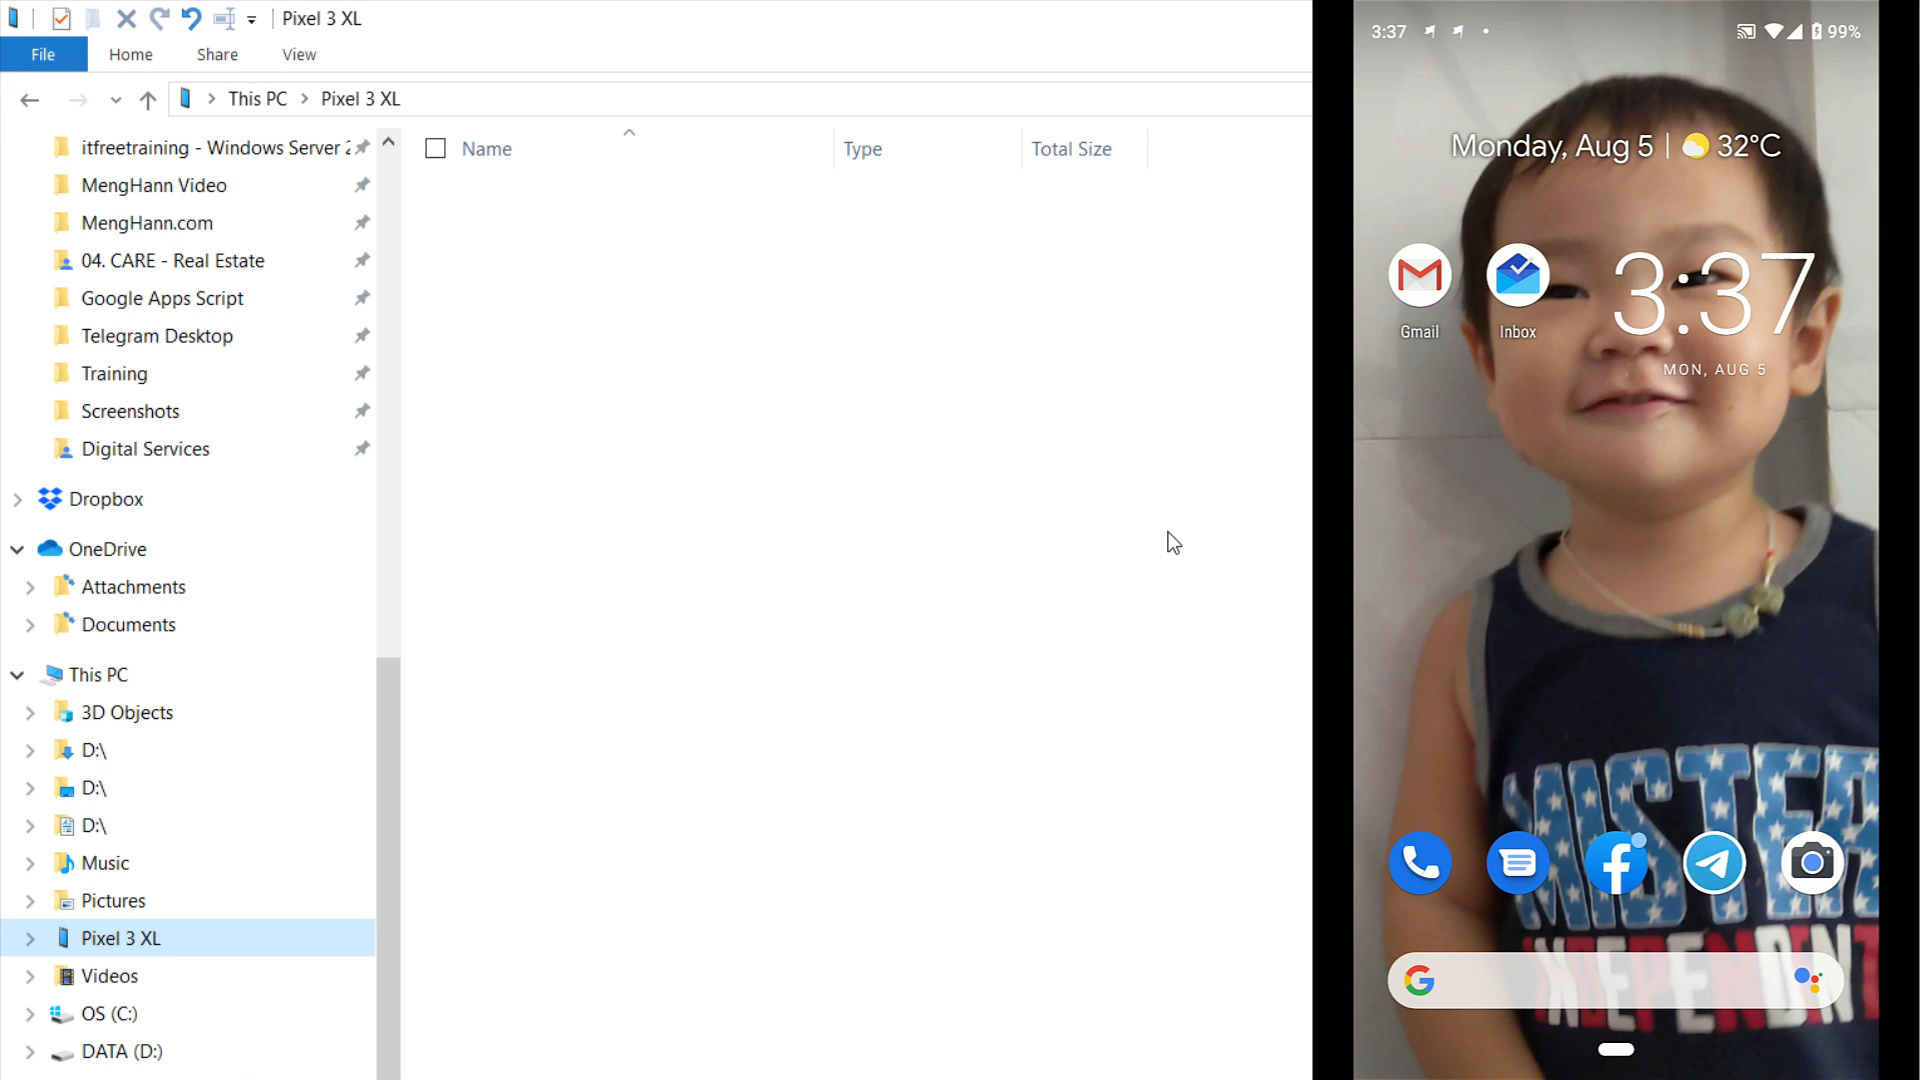 Pixel 3 XL
File
Home
Share
View
This PC
Pixel 3 XL
itfreetraining - Windows Server 2
MengHann Video
MengHann.com
04. CARE - Real Estate
Google Apps Script
Telegram Desktop
Training
Screenshots
Digital Services
Dropbox
OneDrive
Attachments
Documents
This PC
3D Objects
D:\
D:\
D:\
Music
Pictures
Pixel 3 XL
Videos
OS (C:)
DATA (D:)
Name
Type
Total Size
3:37
99%
Monday, Aug 5 | 32°C
Gmail
Inbox
3:37
MON, AUG 5
MISTER
INDEPENDENT